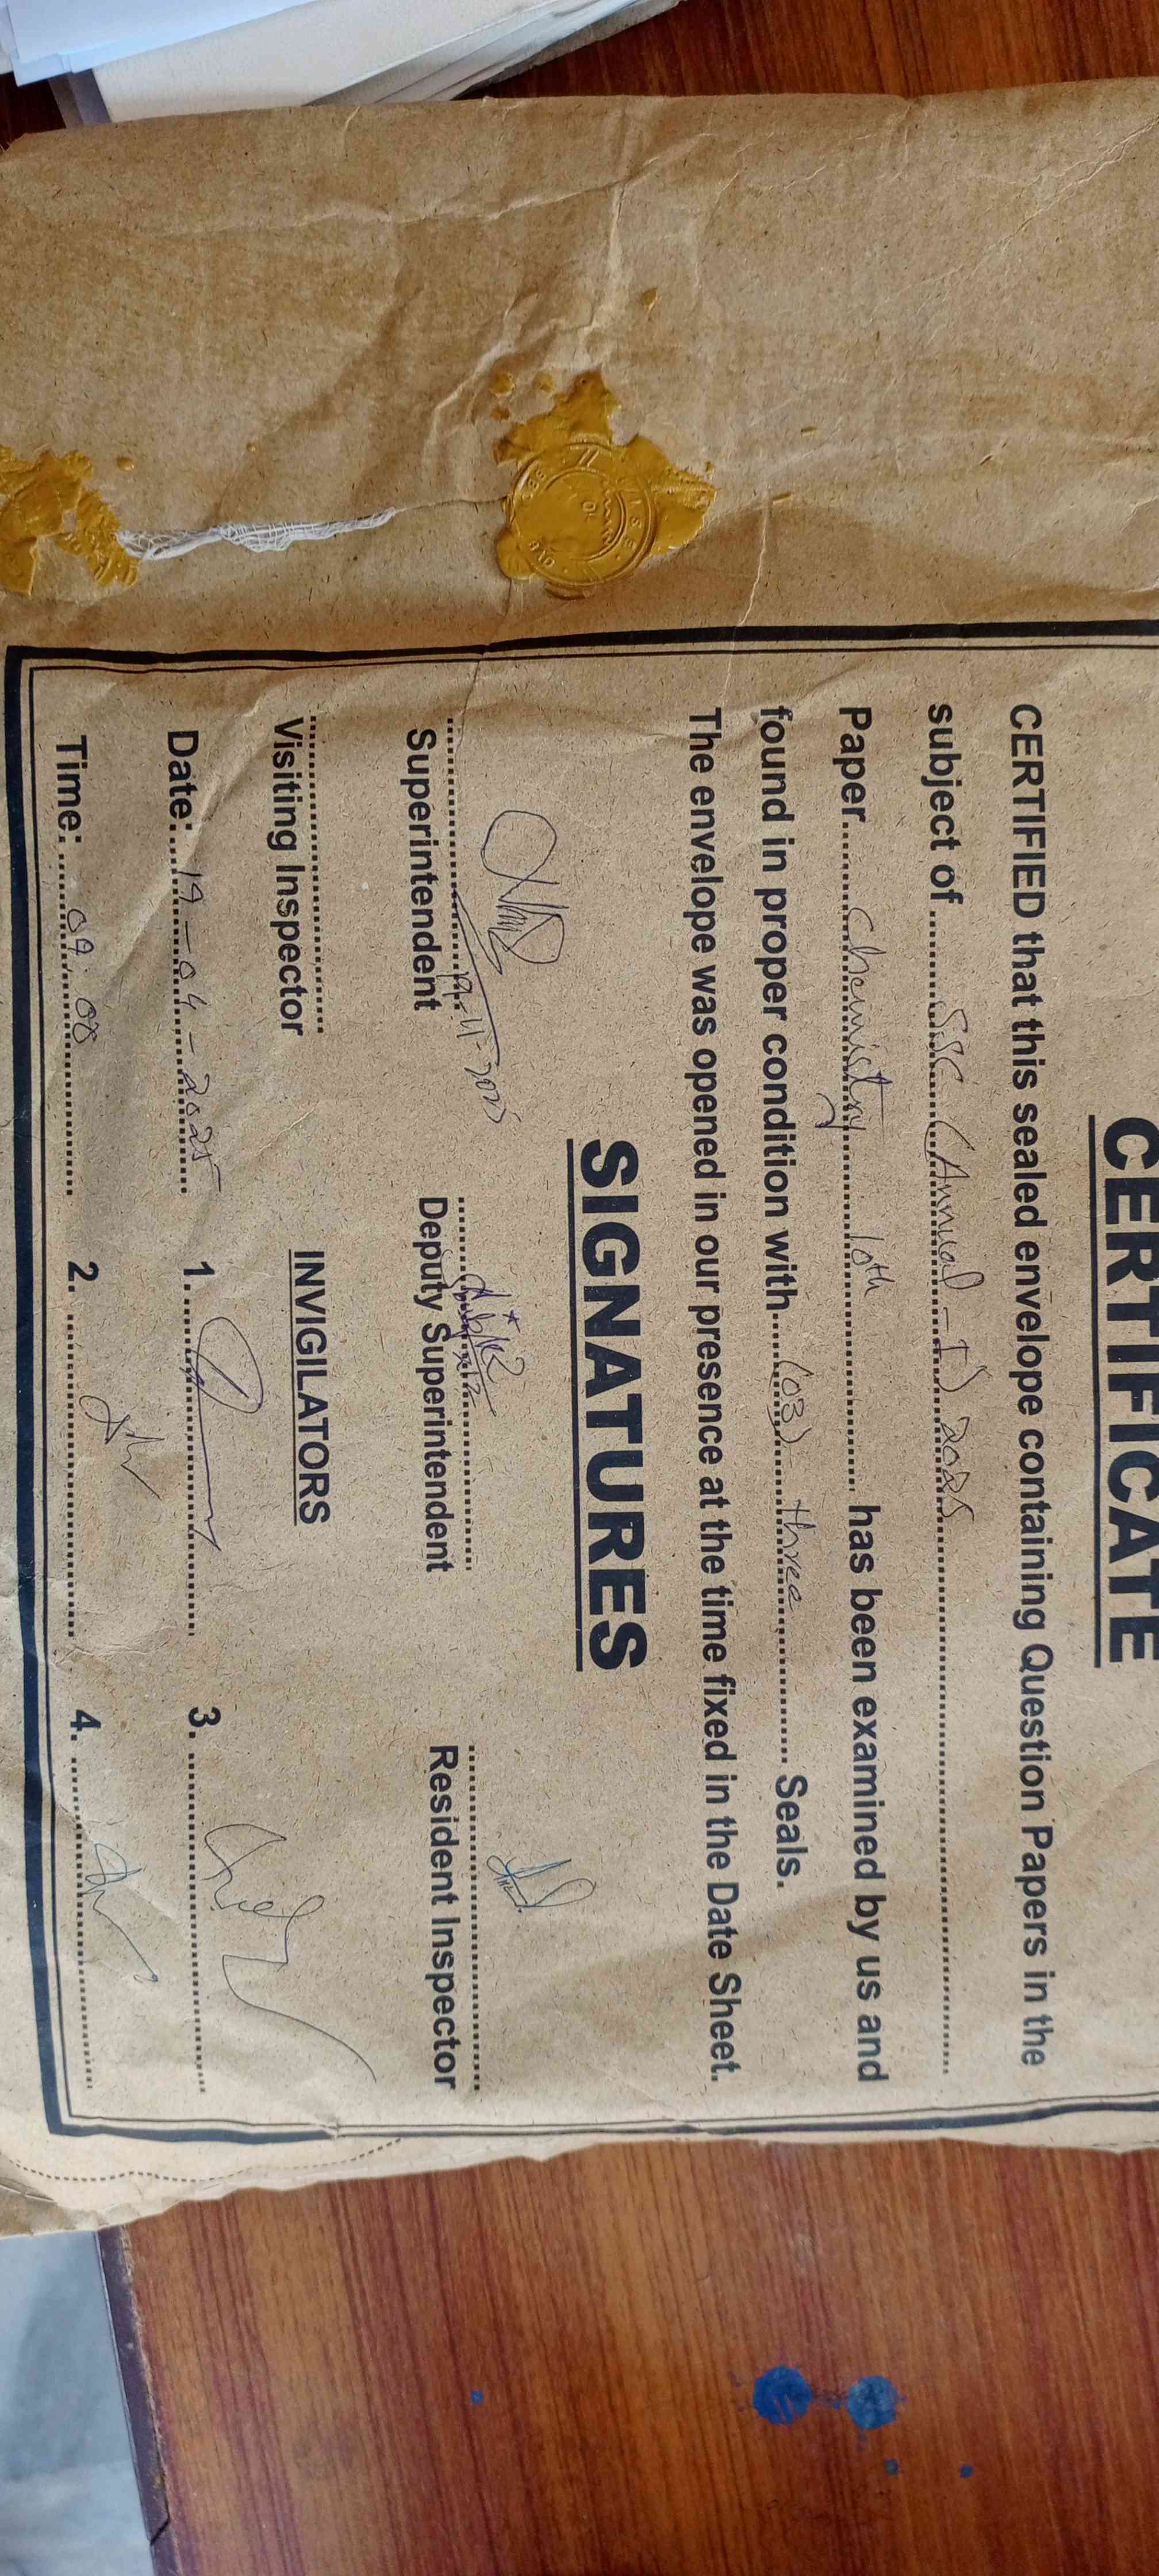 CERTIFICATE
CERTIFIED that this sealed envelope containing Question Papers in the
subject of ...... SSC (Annual-I) 2025
Paper........ Chemistry 10th ........ has been examined by us and
found in proper condition with...... (03) three ........ Seals.
The envelope was opened in our presence at the time fixed in the Date Sheet.
SIGNATURES
Superintendent Deputy Superintendent Resident Inspector
Visiting Inspector
INVIGILATORS
Date: 19-04-2025 1. 3.
Time: 09:08 2. 4.